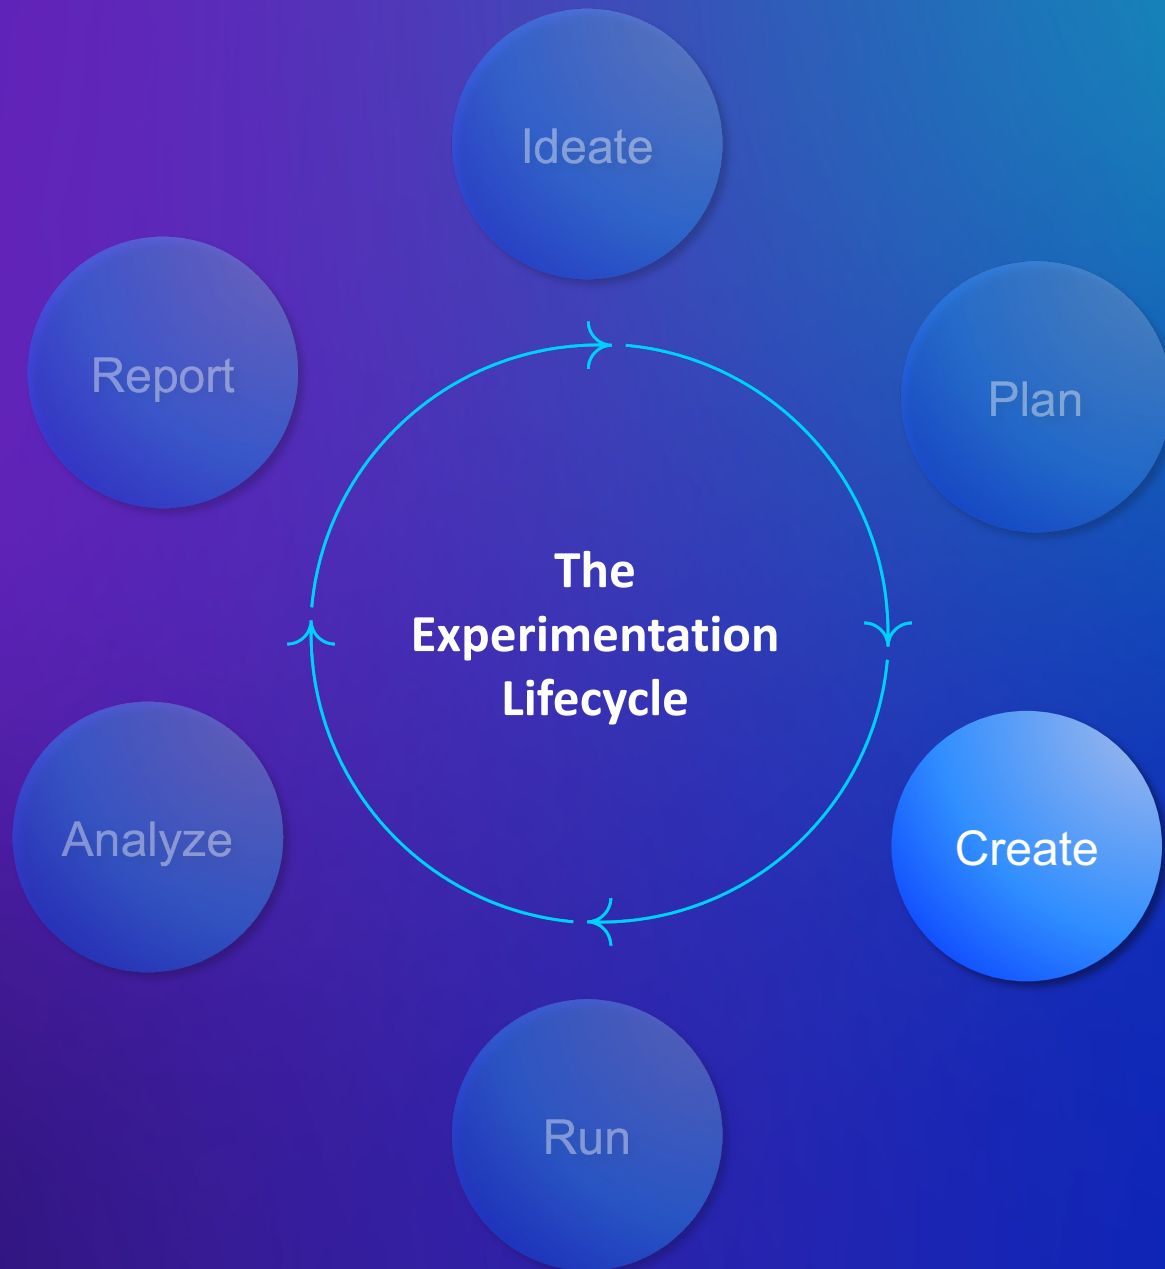 Ideate
Plan
Create
Run
Analyze
Report
The
Experimentation
Lifecycle